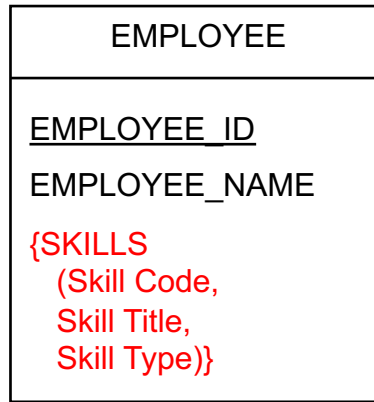 EMPLOYEE
EMPLOYEE_ID
EMPLOYEE_NAME
{SKILLS
(Skill Code,
Skill Title,
Skill Type)}